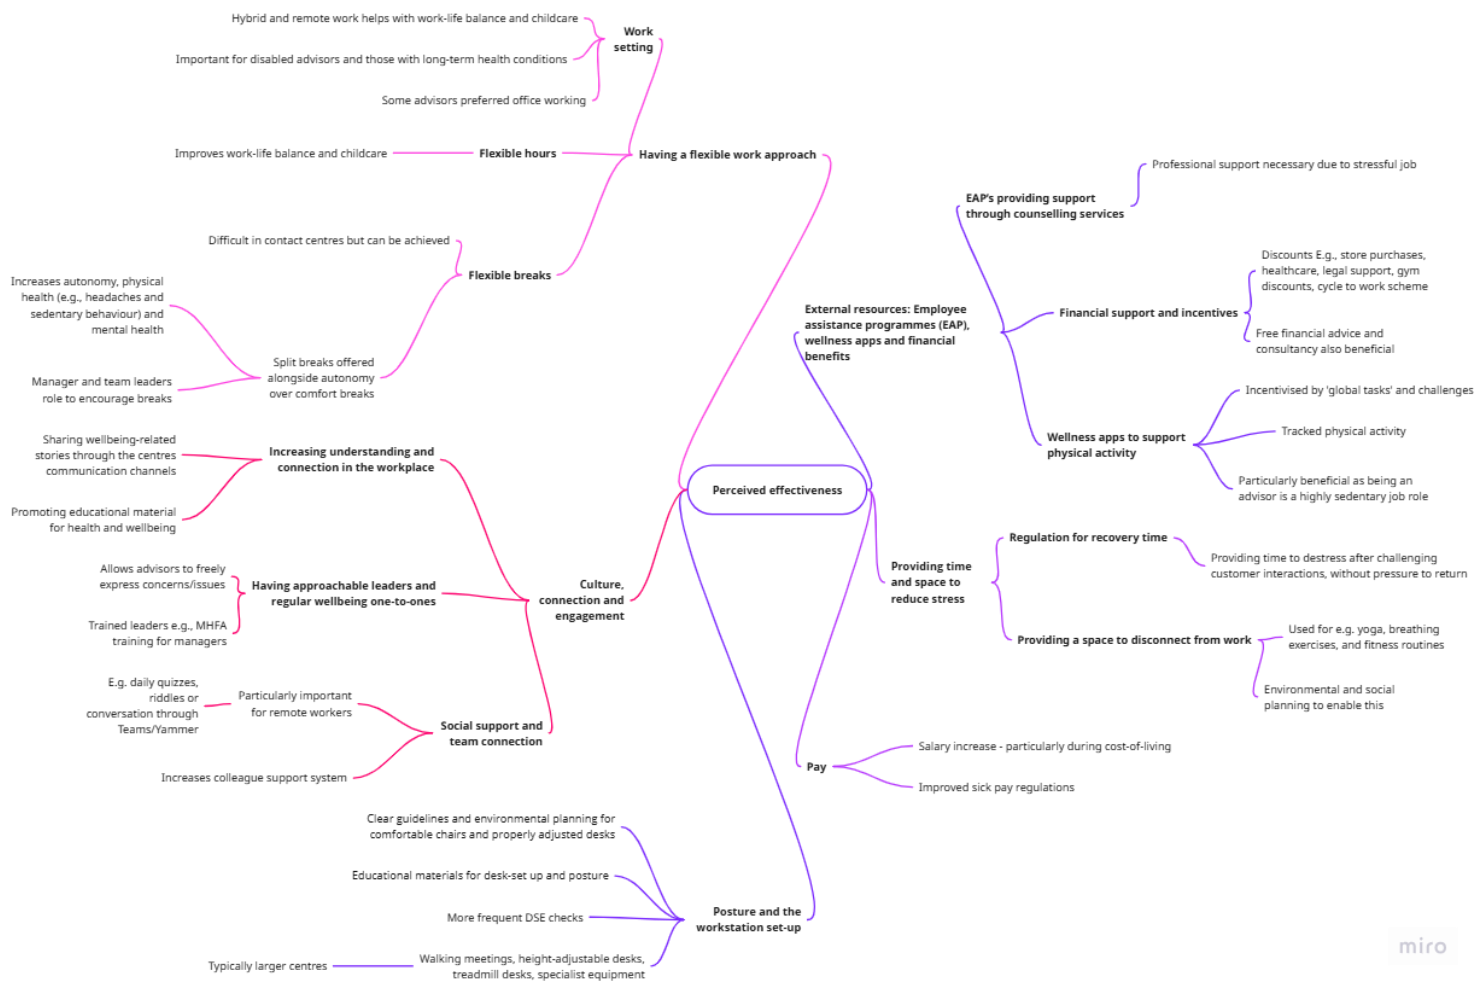 Hybrid and remote work helps with work-life balance and childcare
Work
setting
Important for disabled advisors and those with long-term health conditions
Some advisors preferred office working
Improves work-life balance and childcare
Flexible hours
Having a flexible work approach
Difficult in contact centres but can be achieved
Flexible breaks
Increases autonomy, physical
health (e.g., headaches and
sedentary behaviour) and
mental health
Split breaks offered
alongside autonomy
over comfort breaks
Manager and team leaders
role to encourage breaks
Sharing wellbeing-related
stories through the centres
communication channels
Increasing understanding and
connection in the workplace
Promoting educational material
for health and wellbeing
Allows advisors to freely
express concerns/issues
Having approachable leaders and
regular wellbeing one-to-ones
Trained leaders e.g., MHFA
training for managers
Culture,
connection and
engagement
E.g. daily quizzes,
riddles or
conversation through
Teams/Yammer
Particularly important
for remote workers
Social support and
team connection
Increases colleague support system
Clear guidelines and environmental planning for
comfortable chairs and properly adjusted desks
Educational materials for desk-set up and posture
More frequent DSE checks
Posture and the
workstation set-up
Typically larger centres
Walking meetings, height-adjustable desks,
treadmill desks, specialist equipment
Perceived effectiveness
External resources: Employee
assistance programmes (EAP),
wellness apps and financial
benefits
EAP's providing support
through counselling services
Professional support necessary due to stressful job
Financial support and incentives
Discounts E.g., store purchases,
healthcare, legal support, gym
discounts, cycle to work scheme
Free financial advice and
consultancy also beneficial
Wellness apps to support
physical activity
Incentivised by 'global tasks' and challenges
Tracked physical activity
Particularly beneficial as being an
advisor is a highly sedentary job role
Providing time
and space to
reduce stress
Regulation for recovery time
Providing time to destress after challenging
customer interactions, without pressure to return
Providing a space to disconnect from work
Used for e.g. yoga, breathing
exercises, and fitness routines
Environmental and social
planning to enable this
Pay
Salary increase - particularly during cost-of-living
Improved sick pay regulations
miro